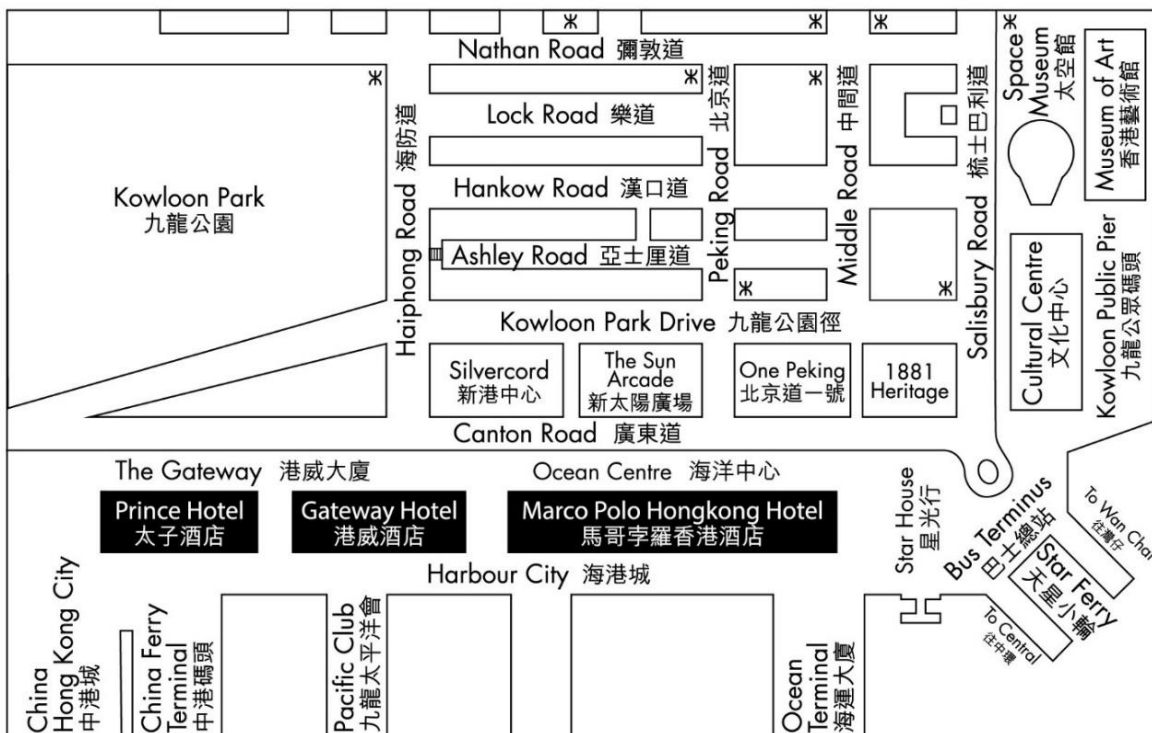 Nathan Road 彌敦道
Lock Road 樂道
Hankow Road 漢口道
Ashley Road 亞士厘道
Kowloon Park Drive 九龍公園徑
Canton Road 廣東道
Kowloon Park
九龍公園
Haiphong Road 海防道
Peking Road 北京道
Middle Road 中間道
Salisbury Road 梳士巴利道
Space
Museum
太空館
Museum of Art
香港藝術館
Cultural Centre
文化中心
Kowloon Public Pier
九龍公眾碼頭
Silvercord
新港中心
The Sun
Arcade
新太陽廣場
One Peking
北京道一號
1881
Heritage
The Gateway 港威大廈
Ocean Centre 海洋中心
Prince Hotel
太子酒店
Gateway Hotel
港威酒店
Marco Polo Hongkong Hotel
馬哥孛羅香港酒店
Harbour City 海港城
Star House
星光行
Bus Terminus
巴士總站
Star Ferry
天星小輪
To Wan Chai
往灣仔
To Central
往中環
China
Hong Kong City
中港城
China Ferry
Terminal
中港碼頭
Pacific Club
九龍太平洋會
Ocean
Terminal
海運大廈